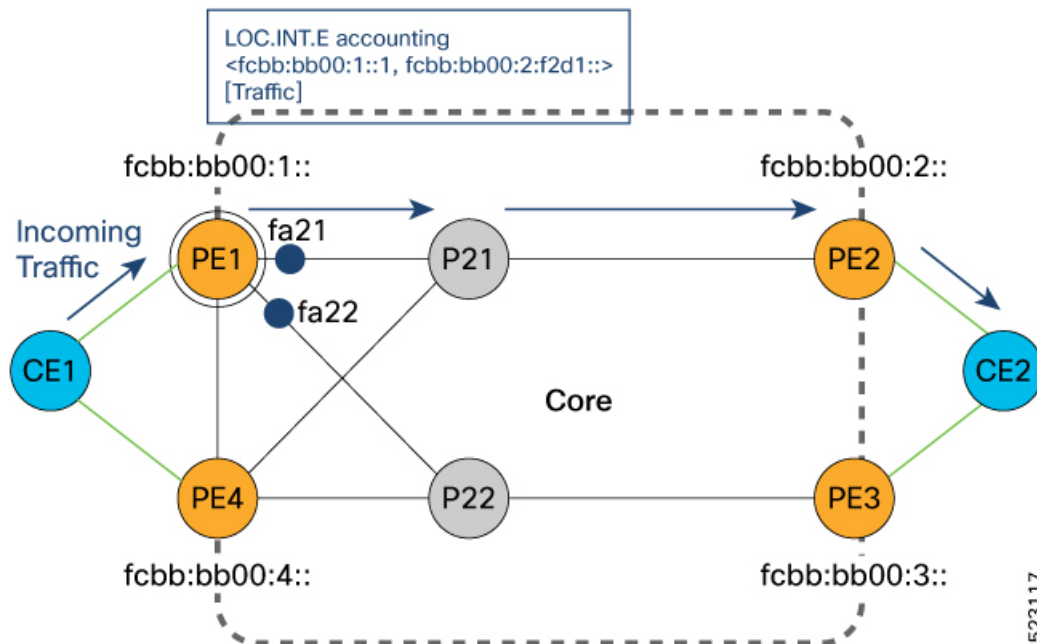 LOC.INT.E accounting
<fcbb:bb00:1::1, fcbb:bb00:2:f2d1::>
[Traffic]
fcbb:bb00:1::
fcbb:bb00:2::
Incoming
Traffic
PE1
fa21
P21
PE2
fa22
CE1
CE2
Core
PE4
P22
PE3
fcbb:bb00:4::
fcbb:bb00:3::
523117